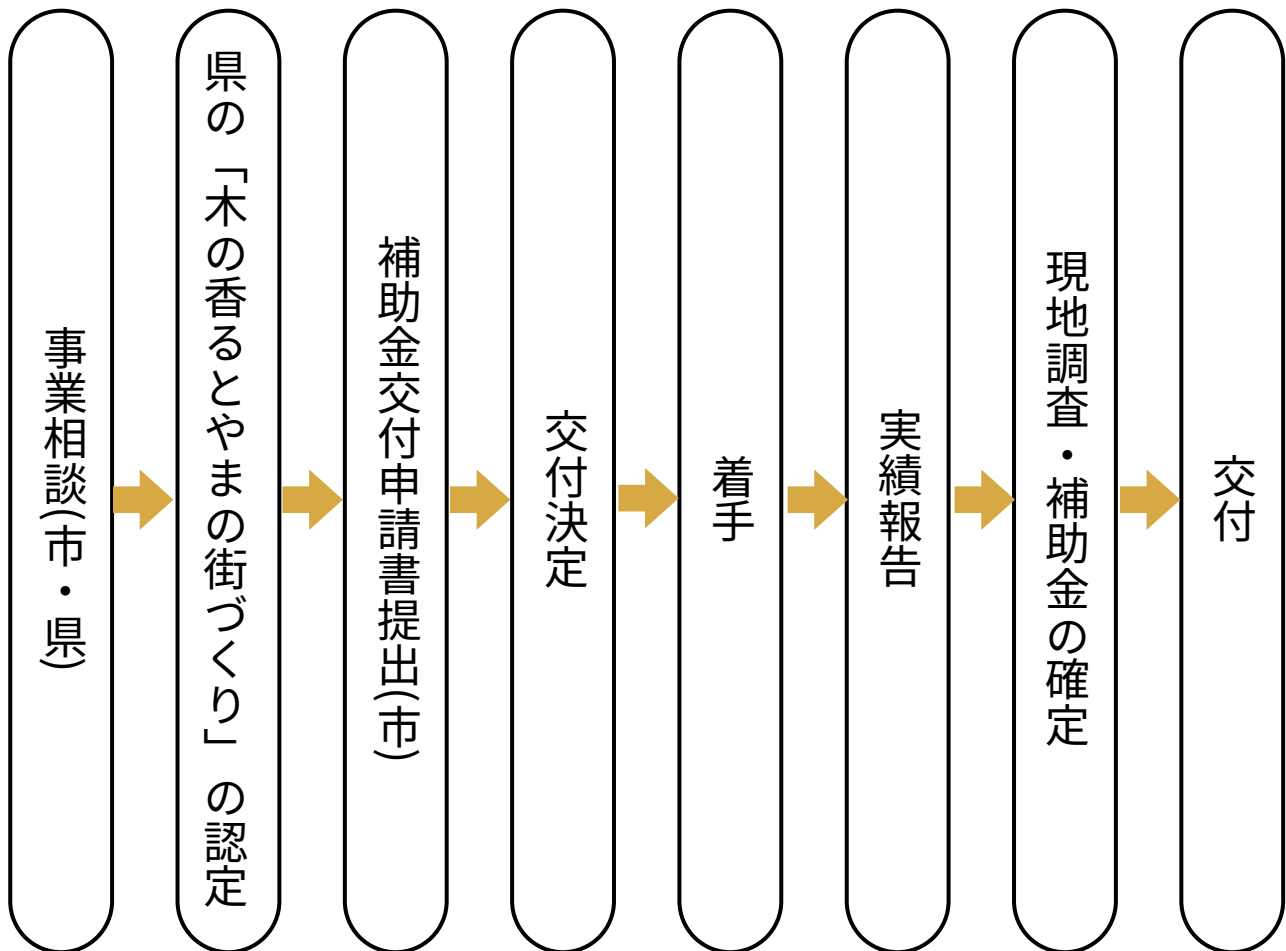 事業相談(市・県)
県の「木の香るとやまの街づくり」の認定
補助金交付申請書提出(市)
交付決定
着手
実績報告
現地調査・補助金の確定
交付